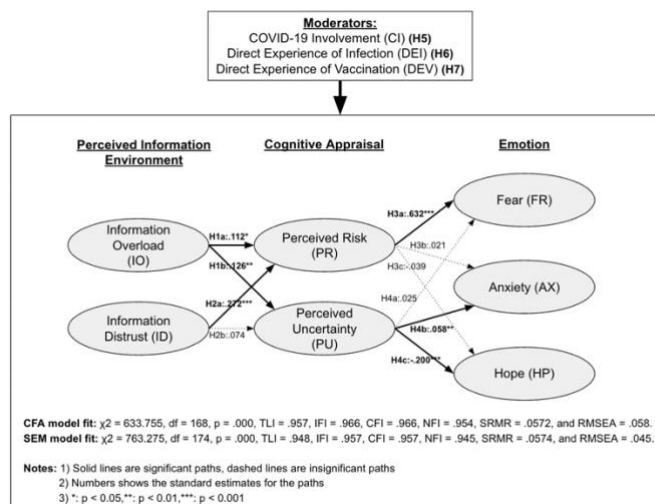 Moderators:
COVID-19 Involvement (CI) (H5)
Direct Experience of Infection (DEI) (H6)
Direct Experience of Vaccination (DEV) (H7)
Perceived Information
Environment
Cognitive Appraisal
Emotion
Information
Overload
(IO)
Information
Distrust (ID)
H1a:.112*
H1b:.126**
H2a:.272***
H2b:.074
Perceived Risk
(PR)
Perceived
Uncertainty
(PU)
H3a:.632***
H3b:.021
H3c:-.039
H4a:.025
H4b:.058**
H4c:-.200***
Fear (FR)
Anxiety (AX)
Hope (HP)
CFA model fit: χ2 = 633.755, df = 168, p = .000, TLI = .957, IFI = .966, CFI = .966, NFI = .954, SRMR = .0572, and RMSEA = .058.
SEM model fit: χ2 = 763.275, df = 174, p = .000, TLI = .948, IFI = .957, CFI = .957, NFI = .945, SRMR = .0574, and RMSEA = .045.
Notes: 1) Solid lines are significant paths, dashed lines are insignificant paths
2) Numbers shows the standard estimates for the paths
3) *: p < 0.05,**: p < 0.01,***: p < 0.001